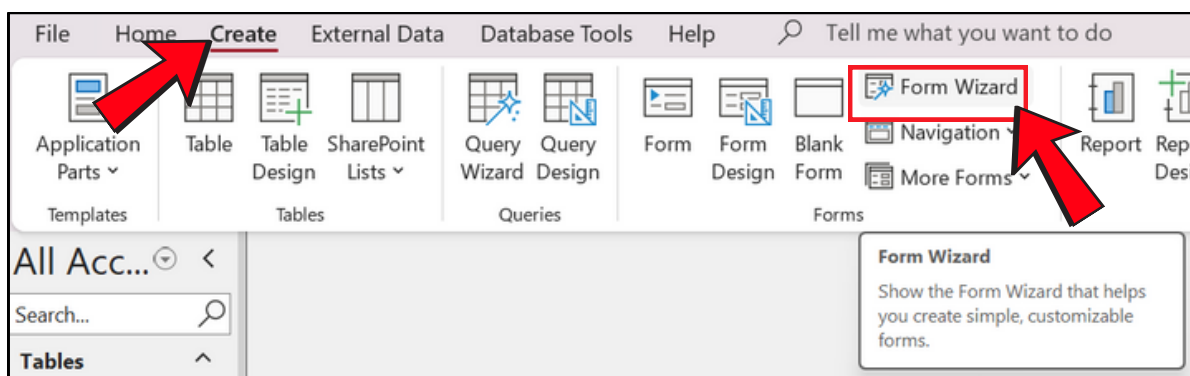 File Home Create External Data Database Tools Help Tell me what you want to do
Application Parts
Table
Table Design
SharePoint Lists
Query Wizard
Query Design
Form
Form Design
Blank Form
Form Wizard
Navigation
More Forms
Report
Templates Tables Queries Forms
All Acc...
Search...
Tables
Form Wizard
Show the Form Wizard that helps
you create simple, customizable
forms.